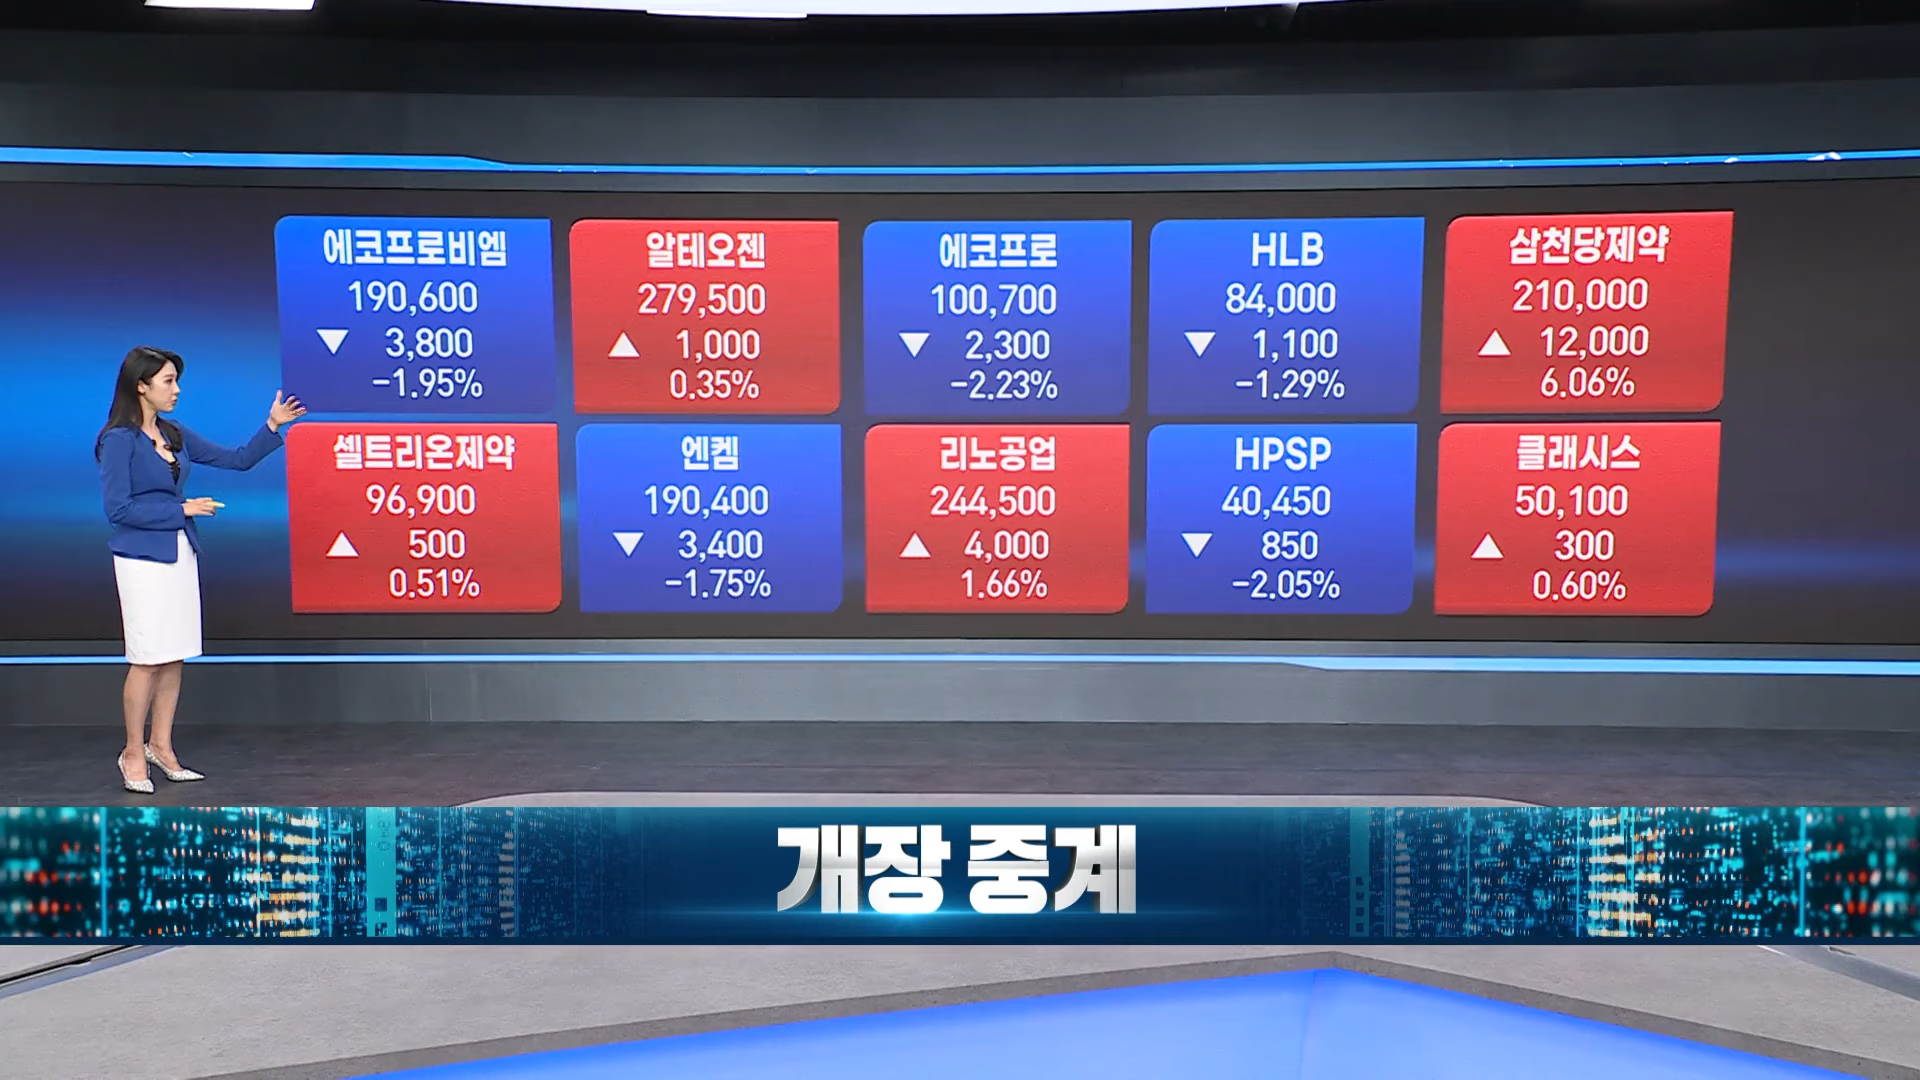 에코프로비엠
190,600
▼ 3,800
-1.95%
알테오젠
279,500
▲ 1,000
0.35%
에코프로
100,700
▼ 2,300
-2.23%
HLB
84,000
▼ 1,100
-1.29%
삼천당제약
210,000
▲ 12,000
6.06%
셀트리온제약
96,900
▲ 500
0.51%
엔켐
190,400
▼ 3,400
-1.75%
리노공업
244,500
▲ 4,000
1.66%
HPSP
40,450
▼ 850
-2.05%
클래시스
50,100
▲ 300
0.60%
개장 중계